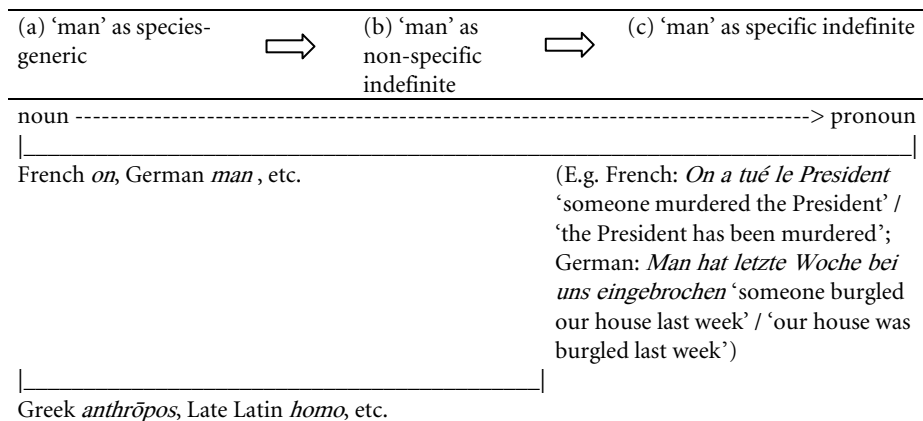 (a) ‘man’ as species-generic ⇒ (b) ‘man’ as non-specific indefinite ⇒ (c) ‘man’ as specific indefinite
noun --------------------------------------------------------------------------------> pronoun
|_______________________________________________________________________|
French on, German man , etc.
(E.g. French: On a tué le President
‘someone murdered the President’ /
‘the President has been murdered’;
German: Man hat letzte Woche bei
uns eingebrochen ‘someone burgled
our house last week’ / ‘our house was
burgled last week’)
|__________________________________________|
Greek anthrōpos, Late Latin homo, etc.